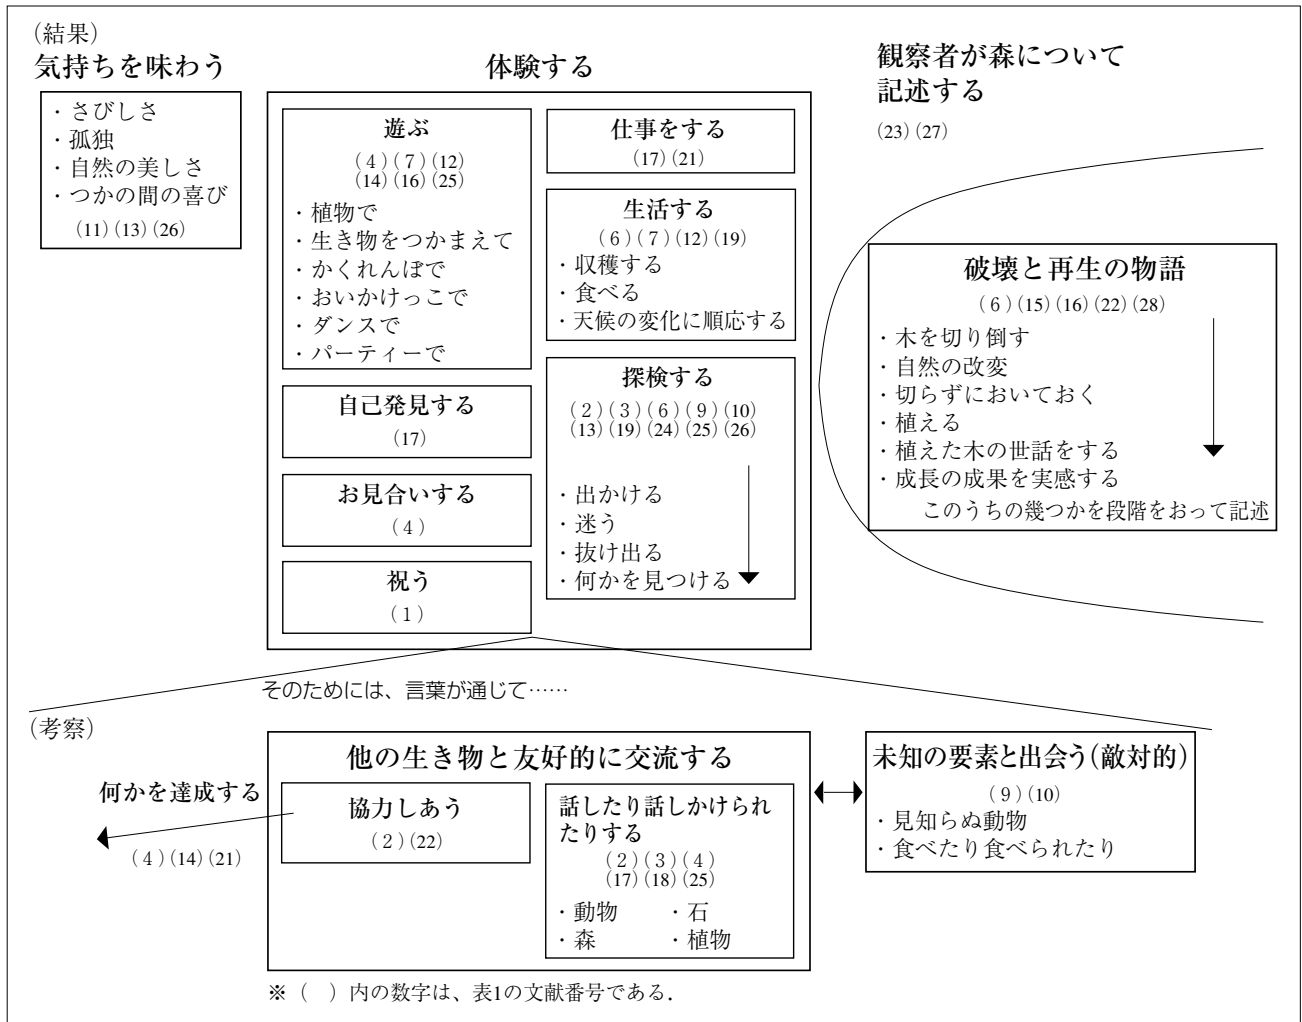 (結果)
気持ちを味わう
・さびしさ
・孤独
・自然の美しさ
・つかの間の喜び
(11)(13)(26)
体験する
遊ぶ
(4)(7)(12)
(14)(16)(25)
・植物で
・生き物をつかまえて
・かくれんぼで
・おいかけっこで
・ダンスで
・パーティーで
自己発見する
(17)
お見合いする
(4)
祝う
(1)
仕事をする
(17)(21)
生活する
(6)(7)(12)(19)
・収穫する
・食べる
・天候の変化に順応する
探検する
(2)(3)(6)(9)(10)
(13)(19)(24)(25)(26)
・出かける
・迷う
・抜け出る
・何かを見つける
観察者が森について
記述する
(23)(27)
破壊と再生の物語
(6)(15)(16)(22)(28)
・木を切り倒す
・自然の改変
・切らずにおいておく
・植える
・植えた木の世話をする
・成長の成果を実感する
このうちの幾つかを段階をおって記述
そのためには、言葉が通じて……
(考察)
何かを達成する
(4)(14)(21)
他の生き物と友好的に交流する
協力しあう
(2)(22)
話したり話しかけられ
たりする
(2)(3)(4)
(17)(18)(25)
・動物 ・石
・森 ・植物
未知の要素と出会う(敵対的)
(9)(10)
・見知らぬ動物
・食べたり食べられたり
※( )内の数字は、表1の文献番号である.